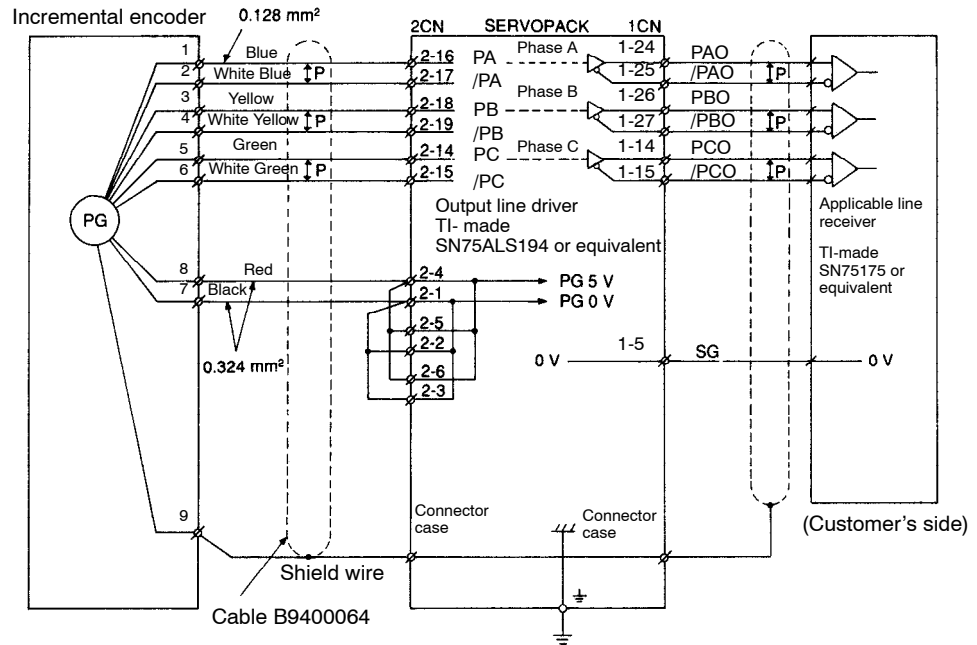 Incremental encoder
0.128 mm²
2CN SERVOPACK 1CN
1 Blue 2-16 PA Phase A 1-24 PAO
2 White Blue P 2-17 /PA 1-25 /PAO P
3 Yellow 2-18 PB Phase B 1-26 PBO
4 White Yellow P 2-19 /PB 1-27 /PBO P
5 Green 2-14 PC Phase C 1-14 PCO
6 White Green P 2-15 /PC 1-15 /PCO P
PG
Output line driver
TI- made
SN75ALS194 or equivalent
Applicable line
receiver
TI-made
SN75175 or
equivalent
8 Red 2-4 PG 5 V
7 Black 2-1 PG 0 V
2-5
2-2
0.324 mm²
2-6
2-3
0 V 1-5 SG 0 V
9
Connector
case
Connector
case
(Customer's side)
Shield wire
Cable B9400064